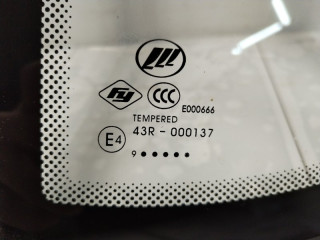 CCC
E000666
TEMPERED
43R - 000137
E4
9 • • • • •